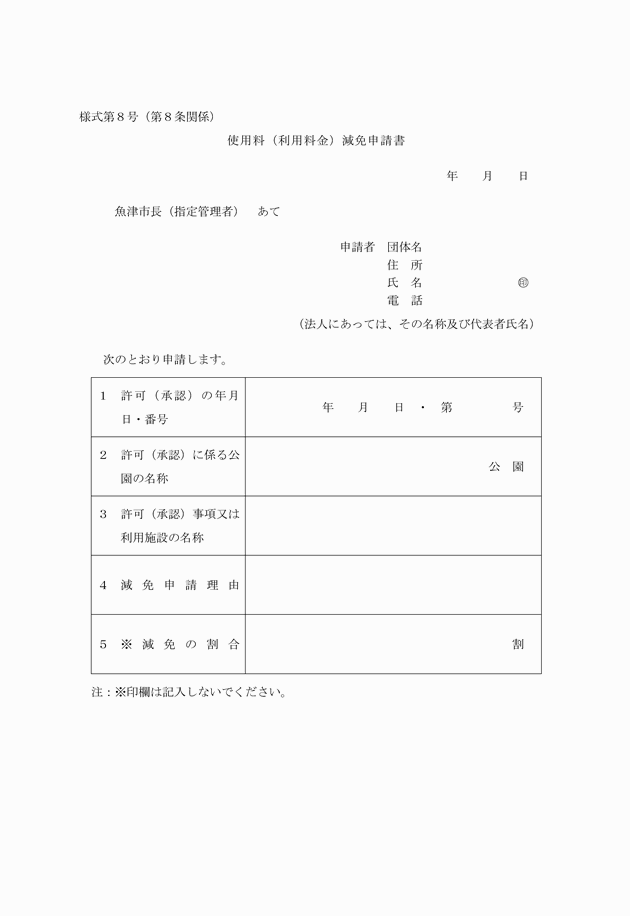 様式第８号（第８条関係）
使用料（利用料金）減免申請書
年　　月　　日
魚津市長（指定管理者）　あて
申請者　団体名
住　所
氏　名　　　　　　　　㊞
電　話
（法人にあっては、その名称及び代表者氏名）
次のとおり申請します。
１　許可（承認）の年月
日・番号
年　　月　　日　・　第　　　　　号
２　許可（承認）に係る公
園の名称
公　園
３　許可（承認）事項又は
利用施設の名称
４　減　免　申　請　理　由
５　※　減　免　の　割　合
割
注：※印欄は記入しないでください。